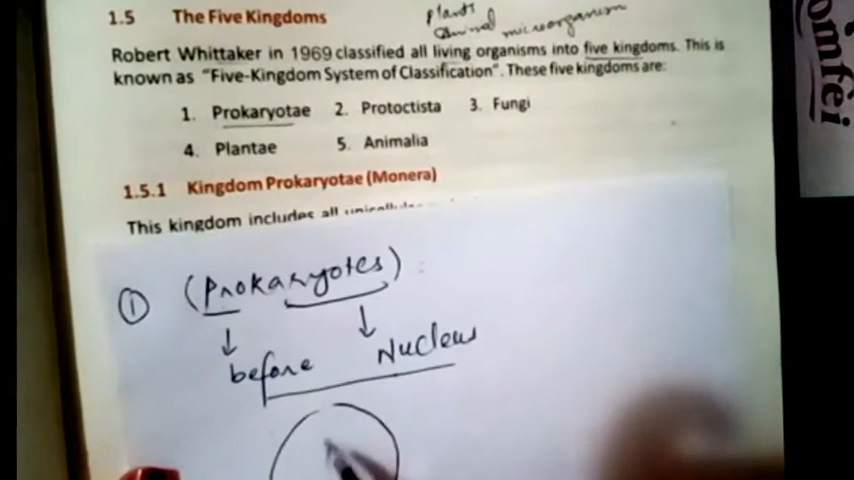 1.5 The Five Kingdoms
Plants
animal microorganism
Robert Whittaker in 1969 classified all living organisms into five kingdoms. This is
known as "Five-Kingdom System of Classification". These five kingdoms are:
1. Prokaryotae 2. Protoctista 3. Fungi
4. Plantae 5. Animalia
1.5.1 Kingdom Prokaryotae (Monera)
This kingdom includes all unicellular
① (Prokaryotes)
before Nucleus
omfei